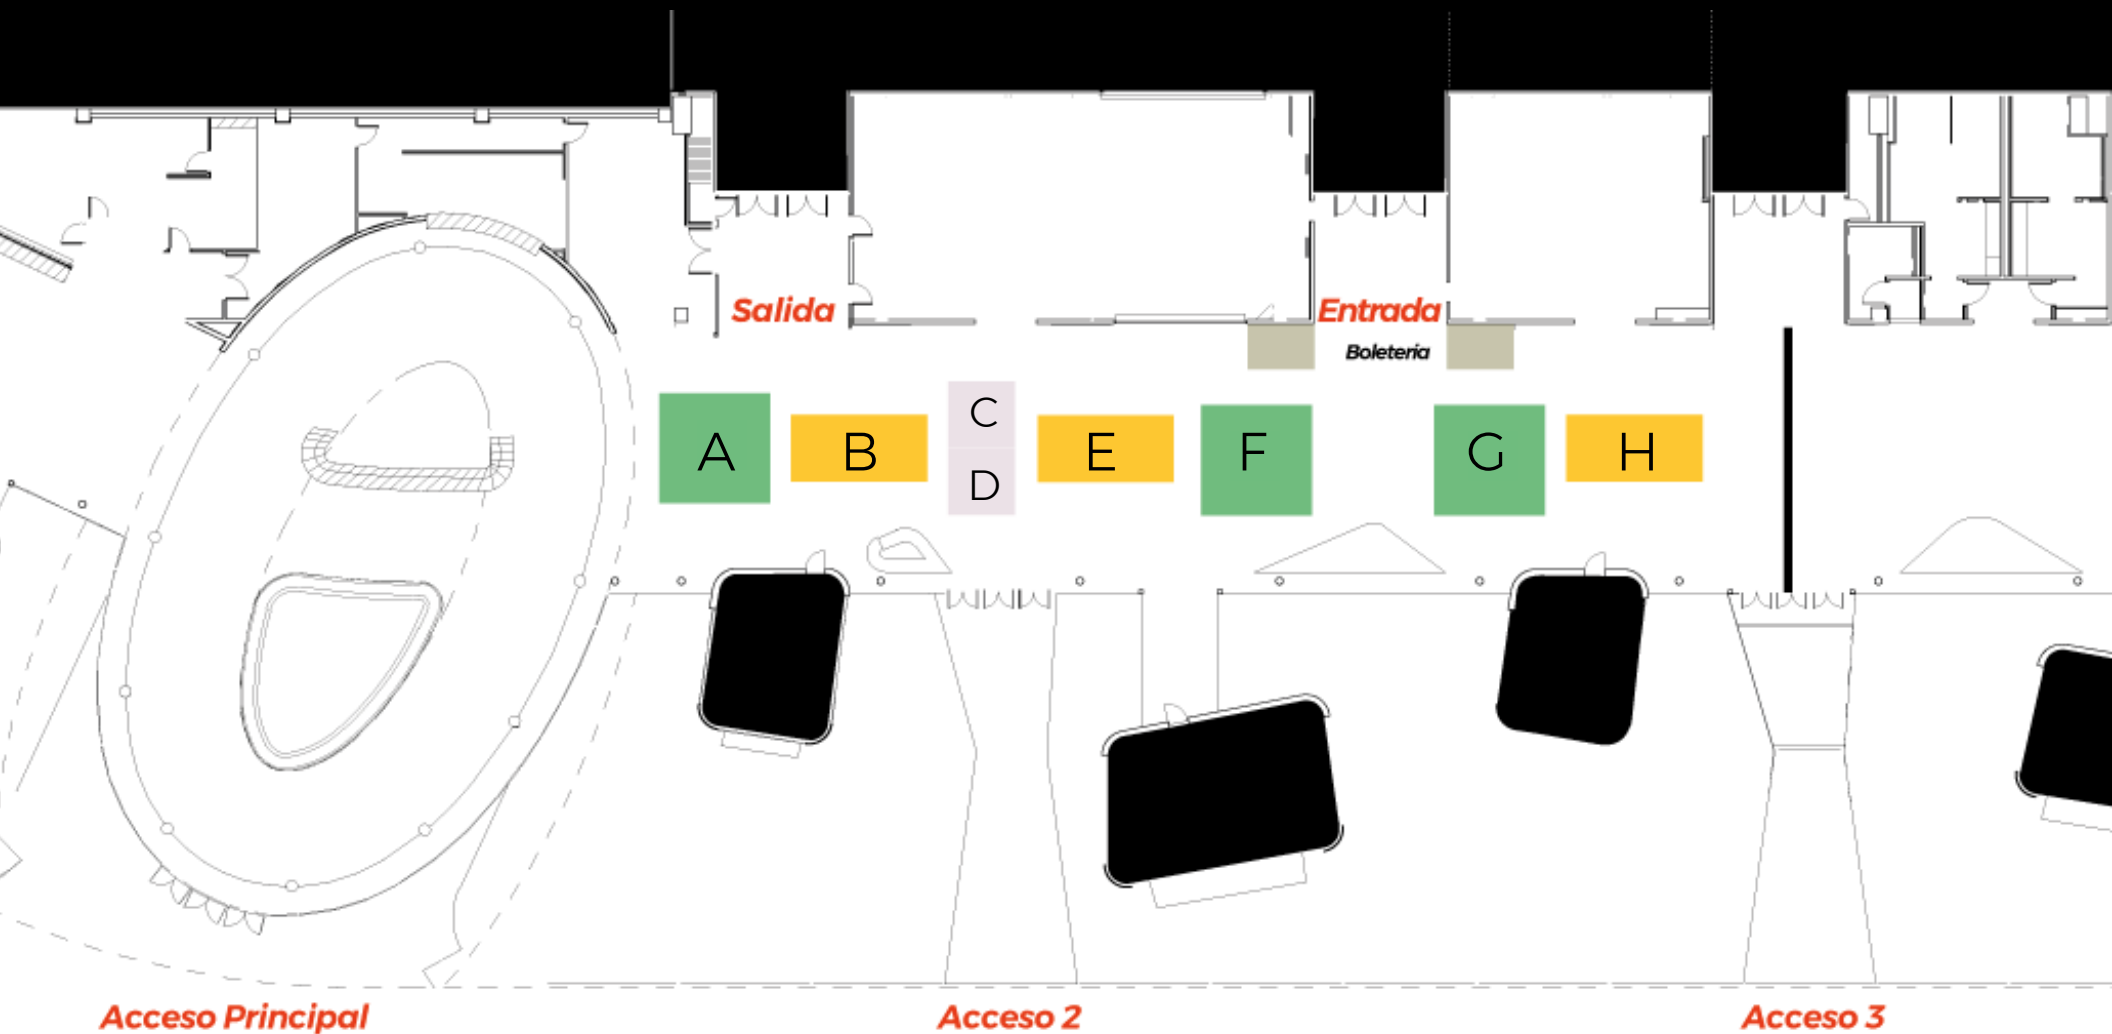 Salida
Entrada
Boletería
A
B
C
D
E
F
G
H
Acceso Principal
Acceso 2
Acceso 3